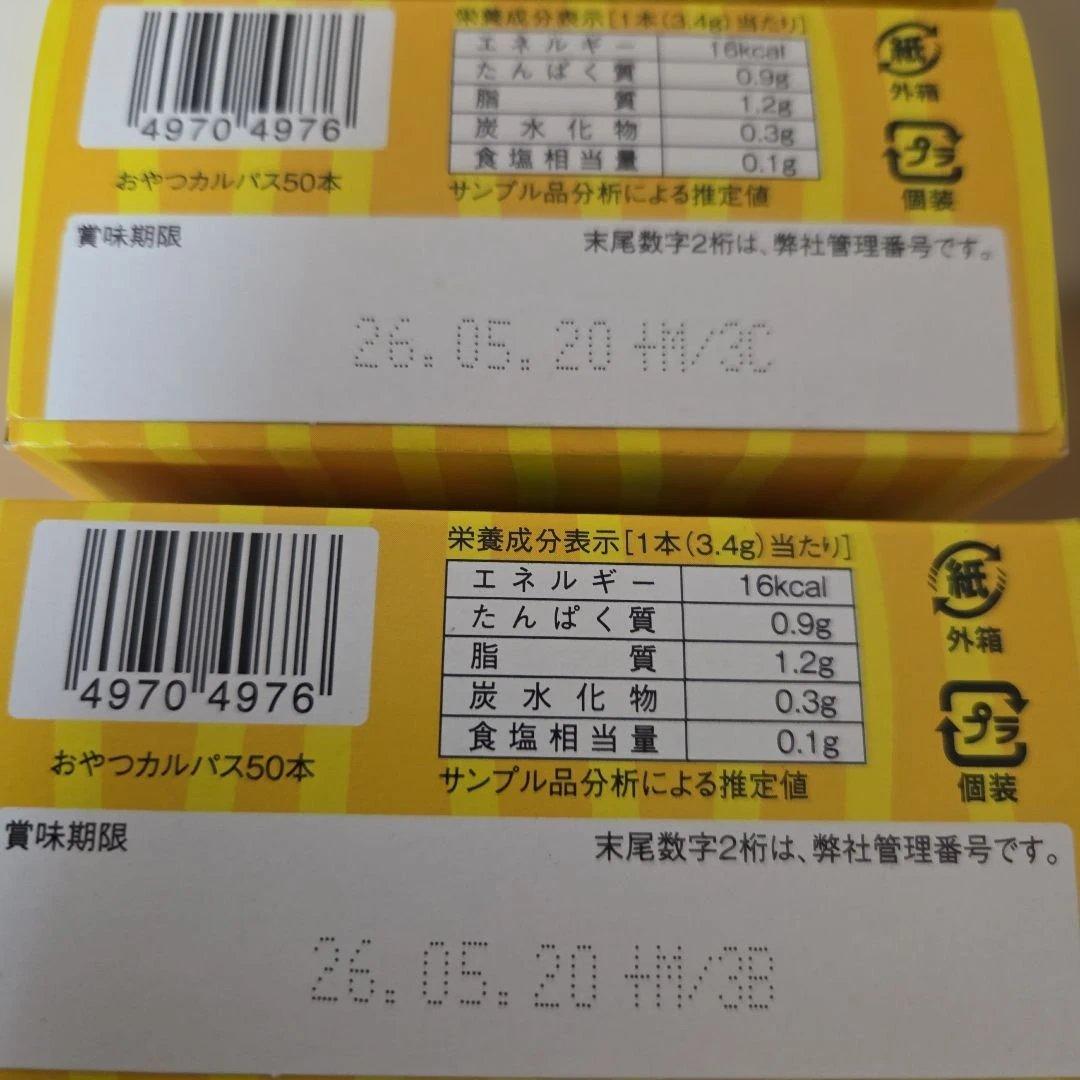 栄養成分表示[1本(3.4g)当たり]
エネルギー 16kcal
たんぱく質 0.9g
脂質 1.2g
炭水化物 0.3g
食塩相当量 0.1g
サンプル品分析による推定値
紙
外箱
プラ
個装
4970 4976
おやつカルパス50本
賞味期限
末尾数字2桁は、弊社管理番号です。
26.05.20 +M/3C
栄養成分表示[1本(3.4g)当たり]
エネルギー 16kcal
たんぱく質 0.9g
脂質 1.2g
炭水化物 0.3g
食塩相当量 0.1g
サンプル品分析による推定値
紙
外箱
プラ
個装
4970 4976
おやつカルパス50本
賞味期限
末尾数字2桁は、弊社管理番号です。
26.05.20 +M/3B